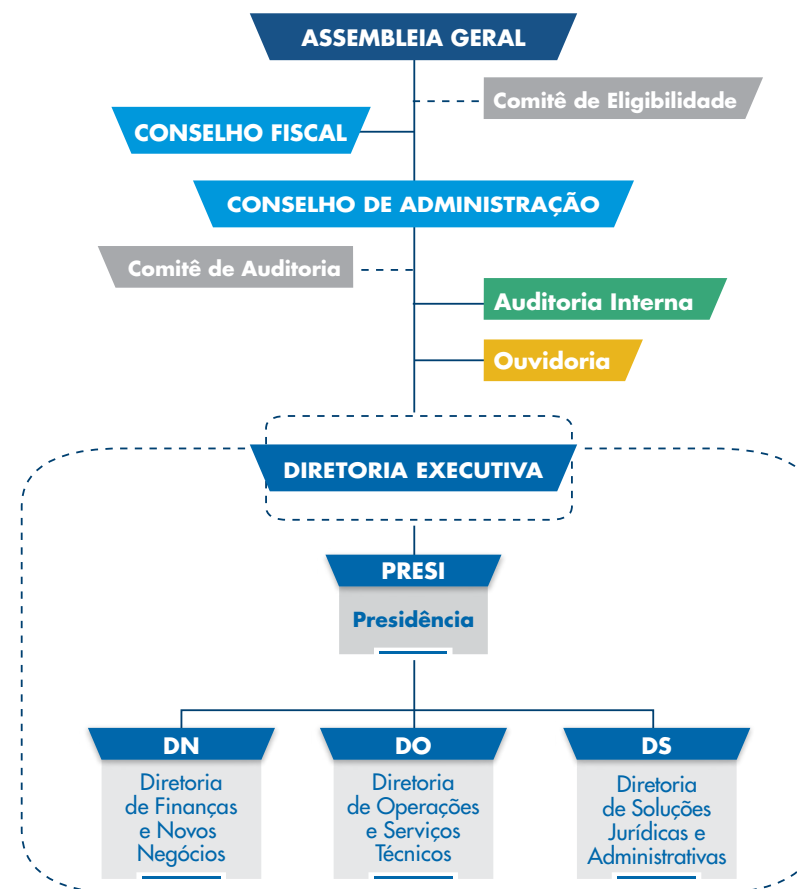 ASSEMBLEIA GERAL
Comitê de Eligibilidade
CONSELHO FISCAL
CONSELHO DE ADMINISTRAÇÃO
Comitê de Auditoria
Auditoria Interna
Ouvidoria
DIRETORIA EXECUTIVA
PRESI
Presidência
DN
Diretoria
de Finanças
e Novos
Negócios
DO
Diretoria
de Operações
e Serviços
Técnicos
DS
Diretoria
de Soluções
Jurídicas e
Administrativas